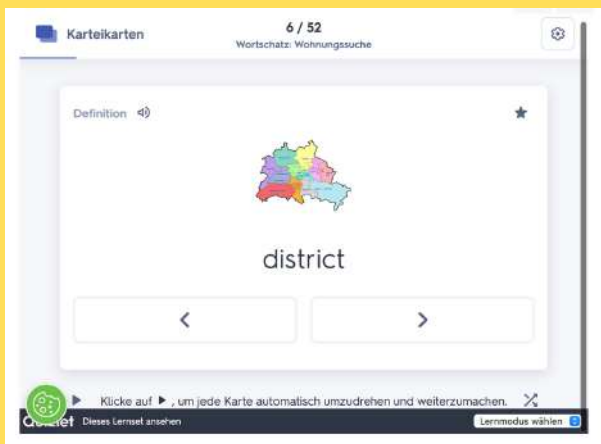 Karteikarten
6 / 52
Wortschatz: Wohnungssuche
Definition
district
Klicke auf ▶ , um jede Karte automatisch umzudrehen und weiterzumachen.
Dieses Lernset ansehen
Lernmodus wählen